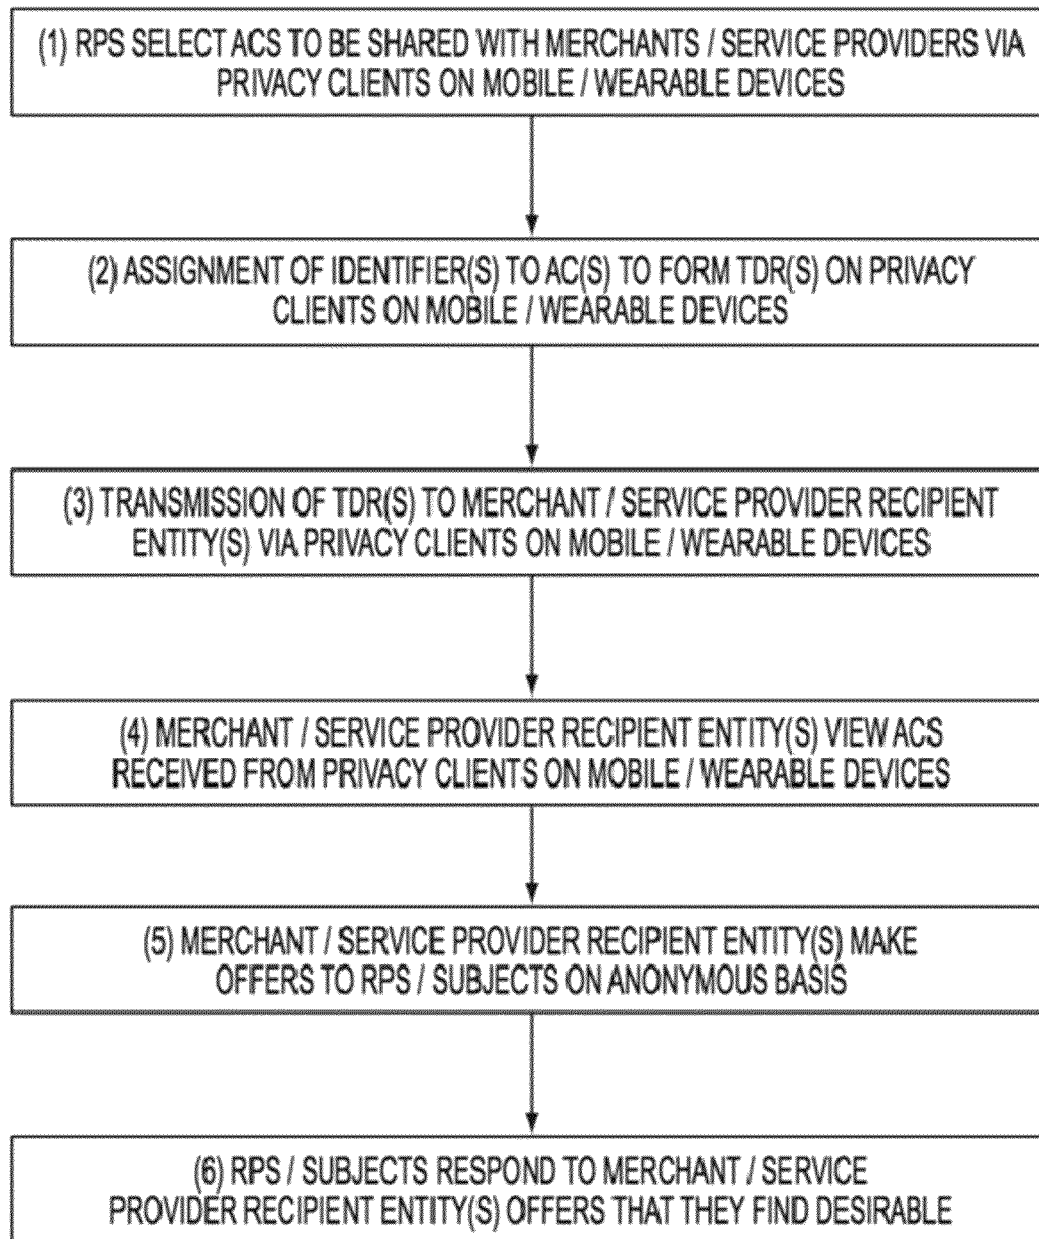 (1) RPS SELECT ACS TO BE SHARED WITH MERCHANTS / SERVICE PROVIDERS VIA
PRIVACY CLIENTS ON MOBILE / WEARABLE DEVICES
(2) ASSIGNMENT OF IDENTIFIER(S) TO AC(S) TO FORM TDR(S) ON PRIVACY
CLIENTS ON MOBILE / WEARABLE DEVICES
(3) TRANSMISSION OF TDR(S) TO MERCHANT / SERVICE PROVIDER RECIPIENT
ENTITY(S) VIA PRIVACY CLIENTS ON MOBILE / WEARABLE DEVICES
(4) MERCHANT / SERVICE PROVIDER RECIPIENT ENTITY(S) VIEW ACS
RECEIVED FROM PRIVACY CLIENTS ON MOBILE / WEARABLE DEVICES
(5) MERCHANT / SERVICE PROVIDER RECIPIENT ENTITY(S) MAKE
OFFERS TO RPS / SUBJECTS ON ANONYMOUS BASIS
(6) RPS / SUBJECTS RESPOND TO MERCHANT / SERVICE
PROVIDER RECIPIENT ENTITY(S) OFFERS THAT THEY FIND DESIRABLE